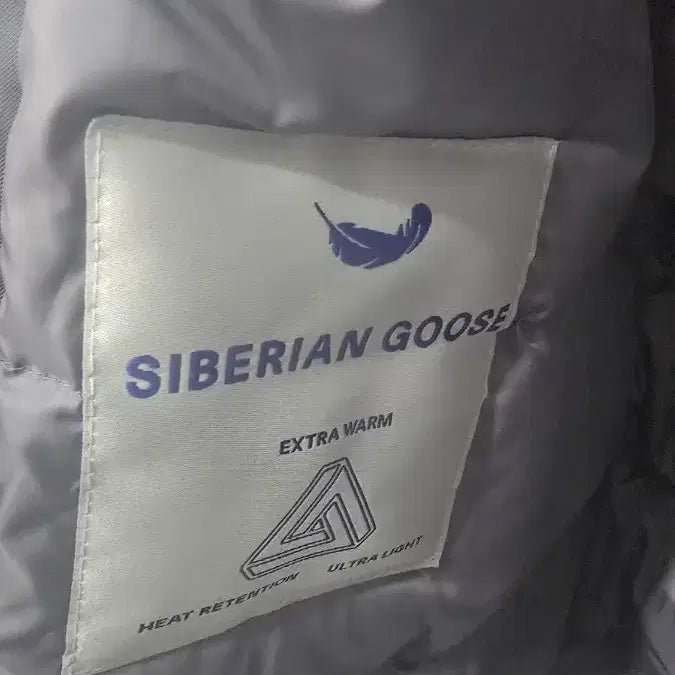 SIBERIAN GOOSE
EXTRA WARM
HEAT RETENTION ULTRA LIGHT